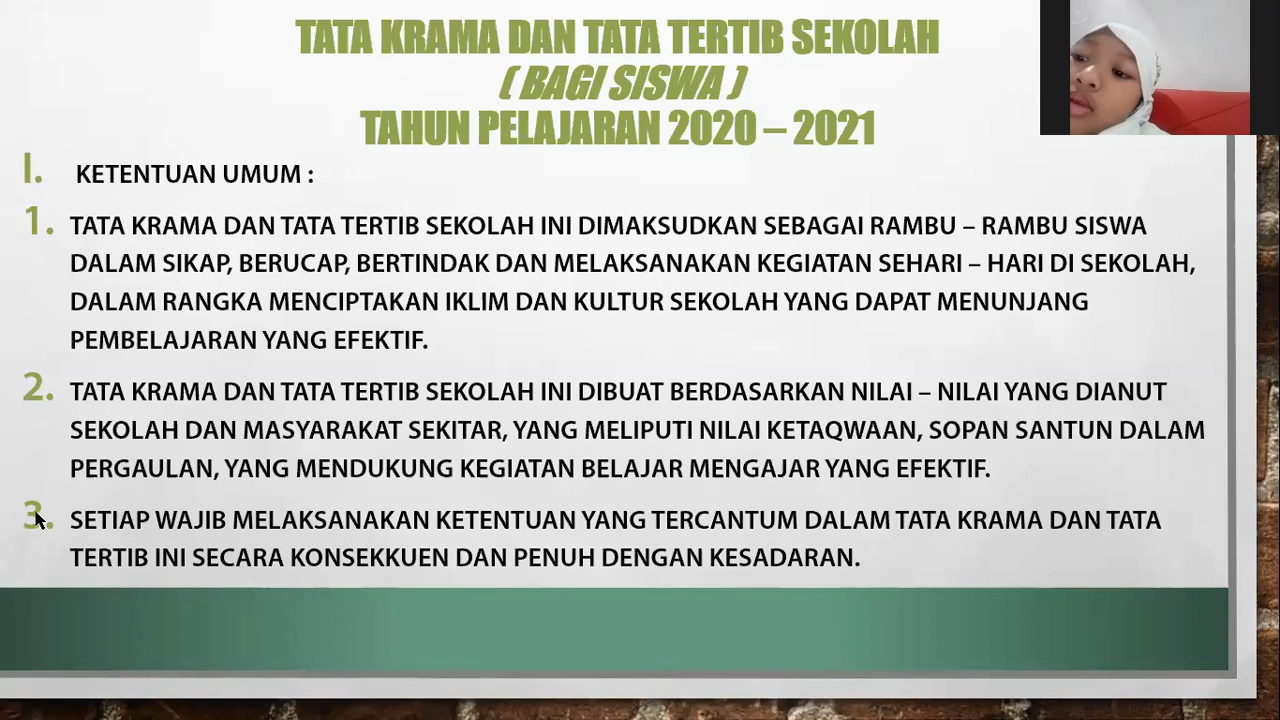 TATA KRAMA DAN TATA TERTIB SEKOLAH
( BAGI SISWA )
TAHUN PELAJARAN 2020 – 2021
I. KETENTUAN UMUM :
1. TATA KRAMA DAN TATA TERTIB SEKOLAH INI DIMAKSUDKAN SEBAGAI RAMBU – RAMBU SISWA
DALAM SIKAP, BERUCAP, BERTINDAK DAN MELAKSANAKAN KEGIATAN SEHARI – HARI DI SEKOLAH,
DALAM RANGKA MENCIPTAKAN IKLIM DAN KULTUR SEKOLAH YANG DAPAT MENUNJANG
PEMBELAJARAN YANG EFEKTIF.
2. TATA KRAMA DAN TATA TERTIB SEKOLAH INI DIBUAT BERDASARKAN NILAI – NILAI YANG DIANUT
SEKOLAH DAN MASYARAKAT SEKITAR, YANG MELIPUTI NILAI KETAQWAAN, SOPAN SANTUN DALAM
PERGAULAN, YANG MENDUKUNG KEGIATAN BELAJAR MENGAJAR YANG EFEKTIF.
3. SETIAP WAJIB MELAKSANAKAN KETENTUAN YANG TERCANTUM DALAM TATA KRAMA DAN TATA
TERTIB INI SECARA KONSEKKUEN DAN PENUH DENGAN KESADARAN.